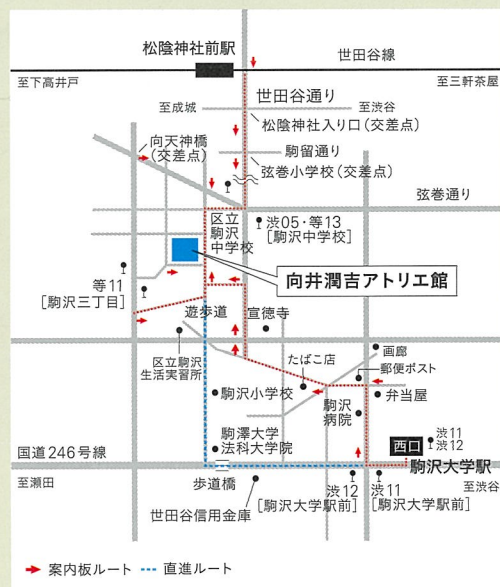 松陰神社前駅
世田谷線
至下高井戸
至三軒茶屋
世田谷通り
至成城
至渋谷
松陰神社入り口(交差点)
向天神橋
(交差点)
駒留通り
弦巻小学校(交差点)
弦巻通り
区立
駒沢
中学校
渋05・等13
[駒沢中学校]
向井潤吉アトリエ館
等11
[駒沢三丁目]
遊歩道
宣徳寺
区立駒沢
生活実習所
たばこ店
画廊
郵便ポスト
駒沢小学校
駒沢
病院
弁当屋
駒澤大学
法科大学院
西口
渋11
渋12
国道246号線
駒沢大学駅
至瀬田
歩道橋
渋12
[駒沢大学駅前]
渋11
[駒沢大学駅前]
至渋谷
世田谷信用金庫
案内板ルート
直進ルート